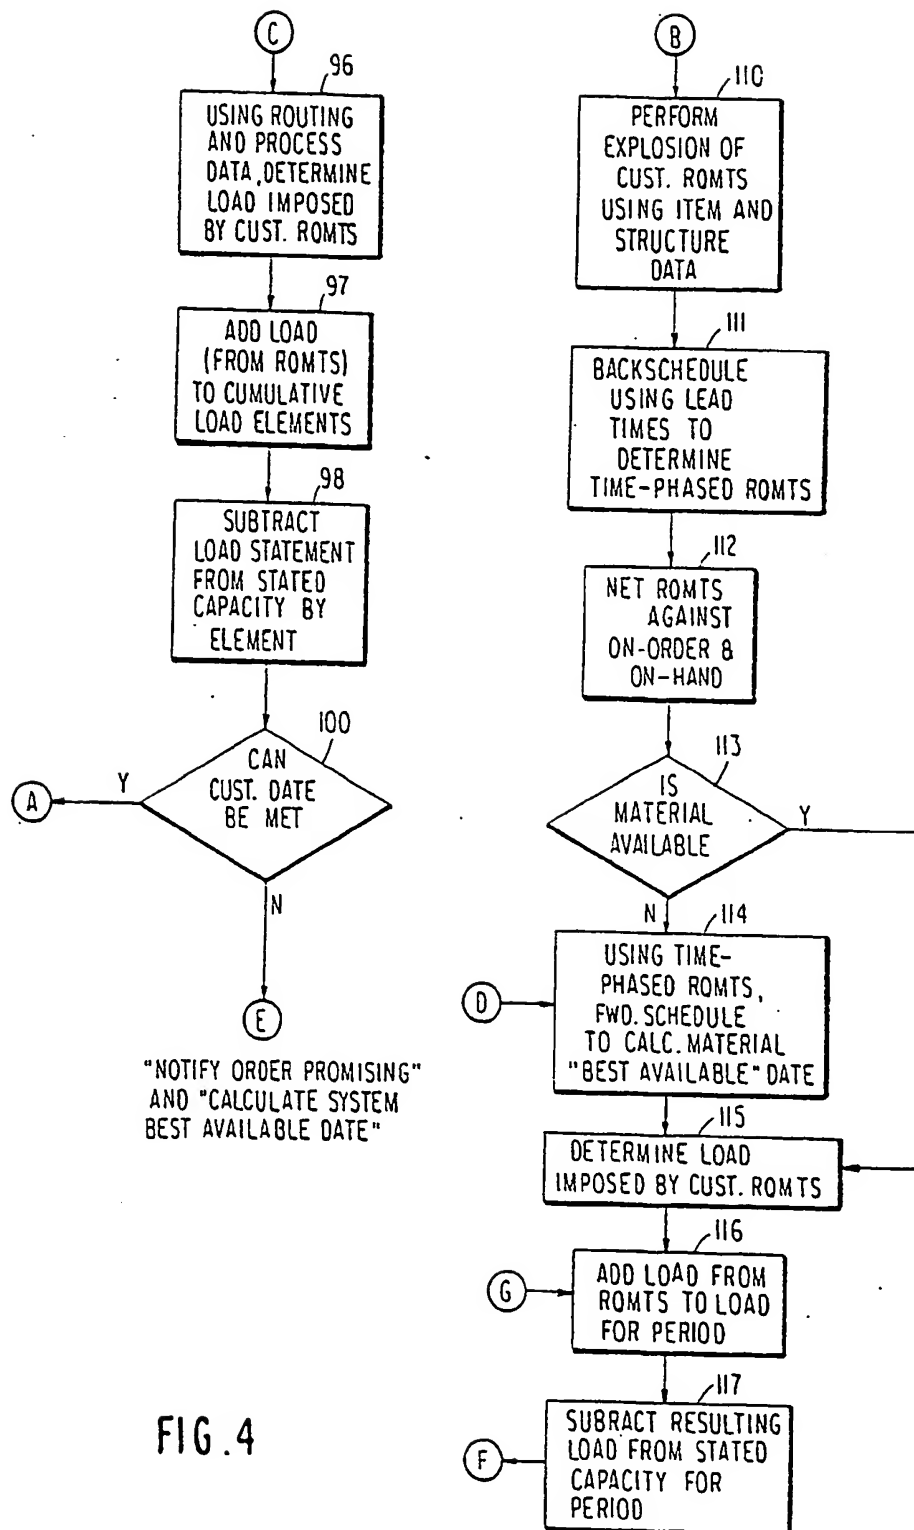 C
96
USING ROUTING
AND PROCESS
DATA, DETERMINE
LOAD IMPOSED
BY CUST. ROMTS
97
ADD LOAD
(FROM ROMTS)
TO CUMULATIVE
LOAD ELEMENTS
98
SUBTRACT
LOAD STATEMENT
FROM STATED
CAPACITY BY
ELEMENT
100
CAN
CUST. DATE
BE MET
Y
A
N
E
"NOTIFY ORDER PROMISING"
AND "CALCULATE SYSTEM
BEST AVAILABLE DATE"
B
110
PERFORM
EXPLOSION OF
CUST. ROMTS
USING ITEM AND
STRUCTURE
DATA
111
BACKSCHEDULE
USING LEAD
TIMES TO
DETERMINE
TIME-PHASED ROMTS
112
NET ROMTS
AGAINST
ON-ORDER &
ON-HAND
113
IS
MATERIAL
AVAILABLE
Y
N
114
USING TIME-
PHASED ROMTS,
FWD. SCHEDULE
TO CALC. MATERIAL
"BEST AVAILABLE" DATE
D
115
DETERMINE LOAD
IMPOSED BY CUST. ROMTS
116
ADD LOAD FROM
ROMTS TO LOAD
FOR PERIOD
G
117
SUBRACT RESULTING
LOAD FROM STATED
CAPACITY FOR
PERIOD
F
FIG. 4